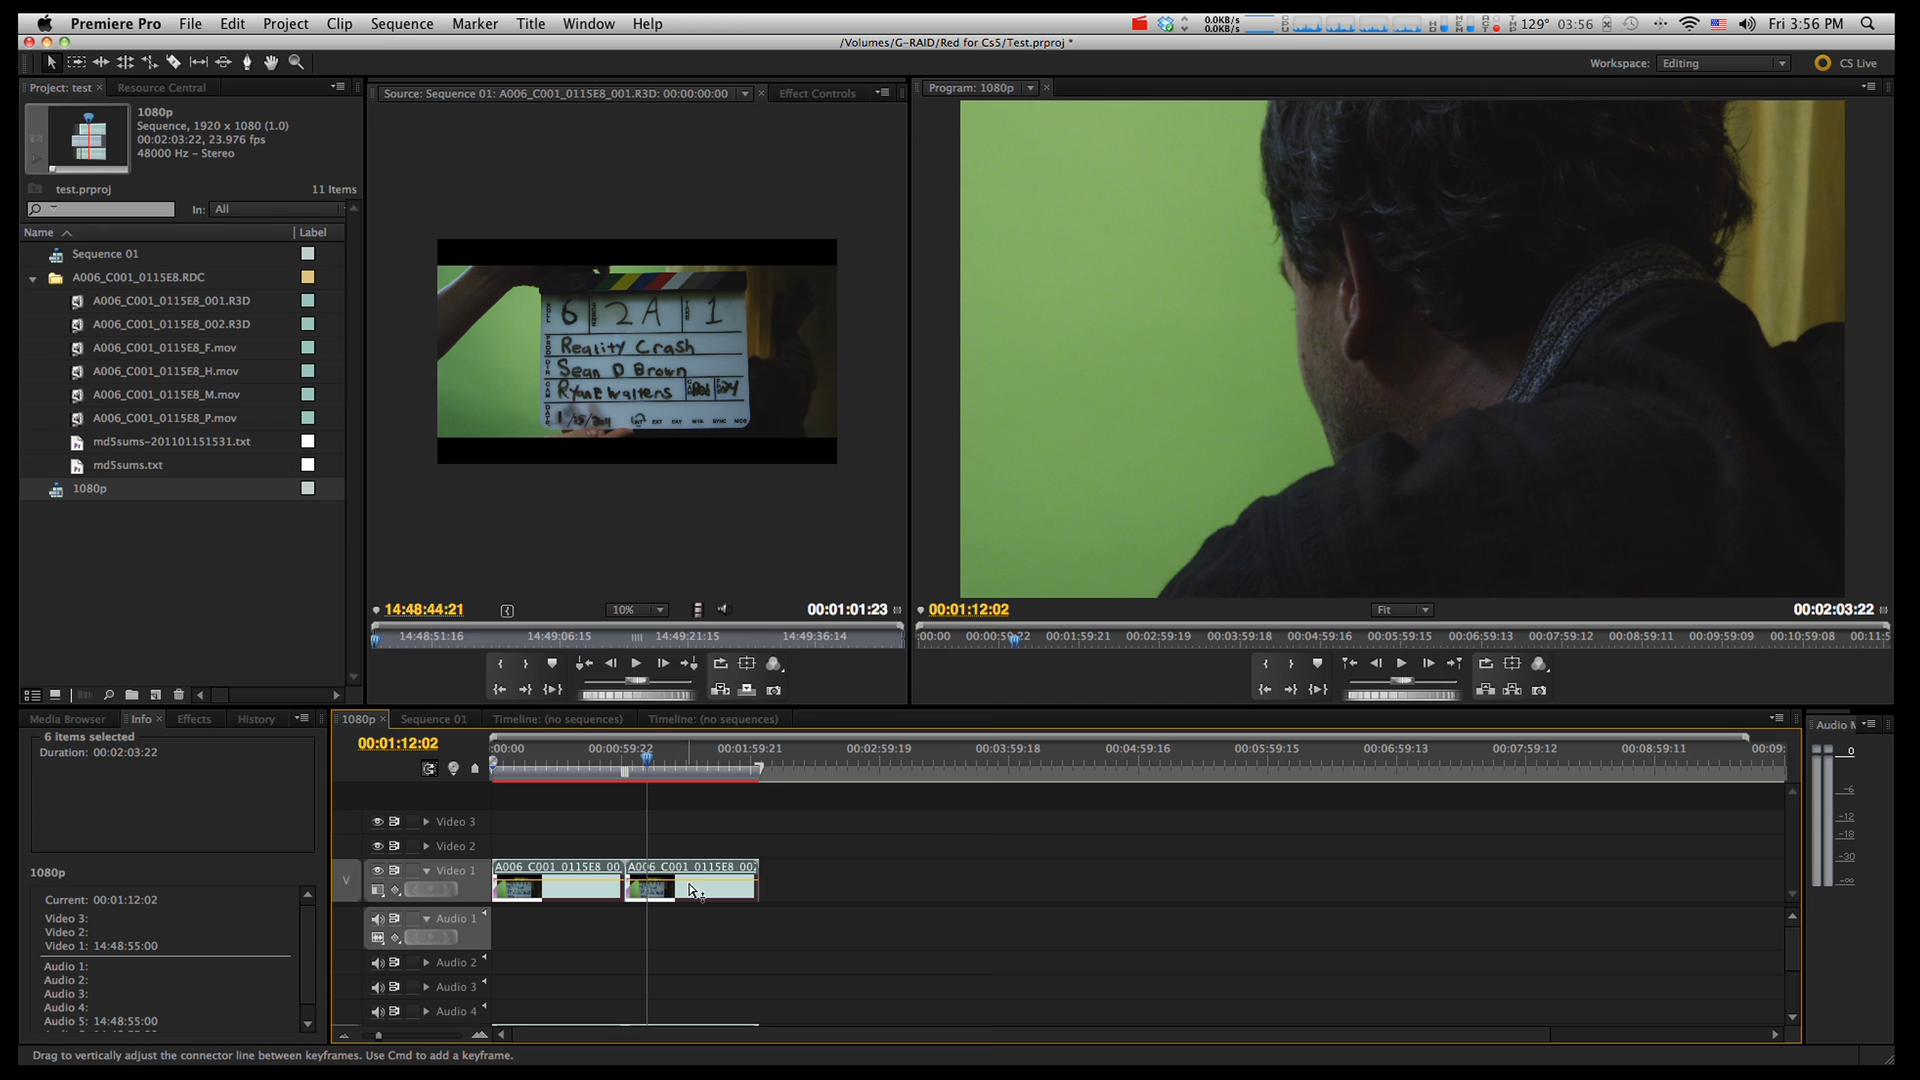 Premiere Pro File Edit Project Clip Sequence Marker Title Window Help
0.0KB/s
0.0KB/s
129° 03:56 Fri 3:56 PM
/Volumes/G-RAID/Red for Cs5/Test.prproj *
Workspace: Editing CS Live
Project: test Resource Central
1080p
Sequence, 1920 x 1080 (1.0)
00:02:03:22, 23.976 fps
48000 Hz - Stereo
test.prproj 11 Items
In: All
Name Label
Sequence 01
A006_C001_0115E8.RDC
A006_C001_0115E8_001.R3D
A006_C001_0115E8_002.R3D
A006_C001_0115E8_F.mov
A006_C001_0115E8_H.mov
A006_C001_0115E8_M.mov
A006_C001_0115E8_P.mov
md5sums-201101151531.txt
md5sums.txt
1080p
Source: Sequence 01: A006_C001_0115E8_001.R3D: 00:00:00:00 Effect Controls
6 2A 1
Reality Crash
Sean D Brown
Ryan E Walters Red 24
1/15/2011 INT EXT DAY NITE SYNC MOS
14:48:44:21 10% 00:01:01:23
14:48:51:16 14:49:06:15 14:49:21:15 14:49:36:14
Program: 1080p
00:01:12:02 Fit 00:02:03:22
:00:00 00:00:59:22 00:01:59:21 00:02:59:19 00:03:59:18 00:04:59:16 00:05:59:15 00:06:59:13 00:07:59:12 00:08:59:11 00:09:59:09 00:10:59:08 00:11:5
Media Browser Info Effects History
6 items selected
Duration: 00:02:03:22
1080p
Current: 00:01:12:02
Video 3:
Video 2:
Video 1: 14:48:55:00
Audio 1:
Audio 2:
Audio 3:
Audio 4:
Audio 5: 14:48:55:00
1080p Sequence 01 Timeline: (no sequences) Timeline: (no sequences)
00:01:12:02
:00:00 00:00:59:22 00:01:59:21 00:02:59:19 00:03:59:18 00:04:59:16 00:05:59:15 00:06:59:13 00:07:59:12 00:08:59:11 00:09:
Video 3
Video 2
V Video 1
A006_C001_0115E8_00 A006_C001_0115E8_002
Audio 1
Audio 2
Audio 3
Audio 4
Audio M
0
-6
-12
-18
-30
-∞
Drag to vertically adjust the connector line between keyframes. Use Cmd to add a keyframe.